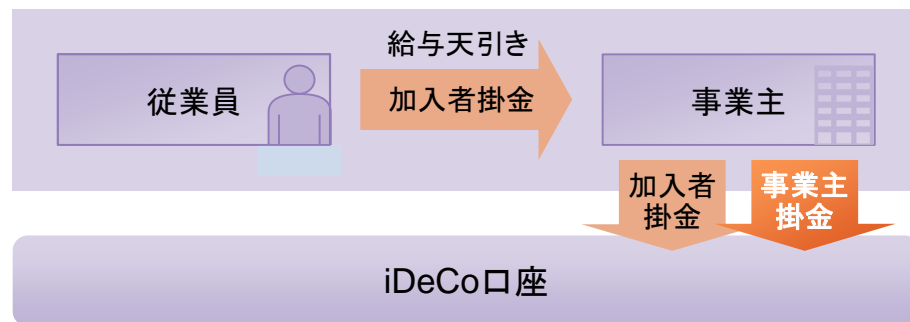 給与天引き
従業員
加入者掛金
事業主
加入者
掛金
事業主
掛金
iDeCo口座